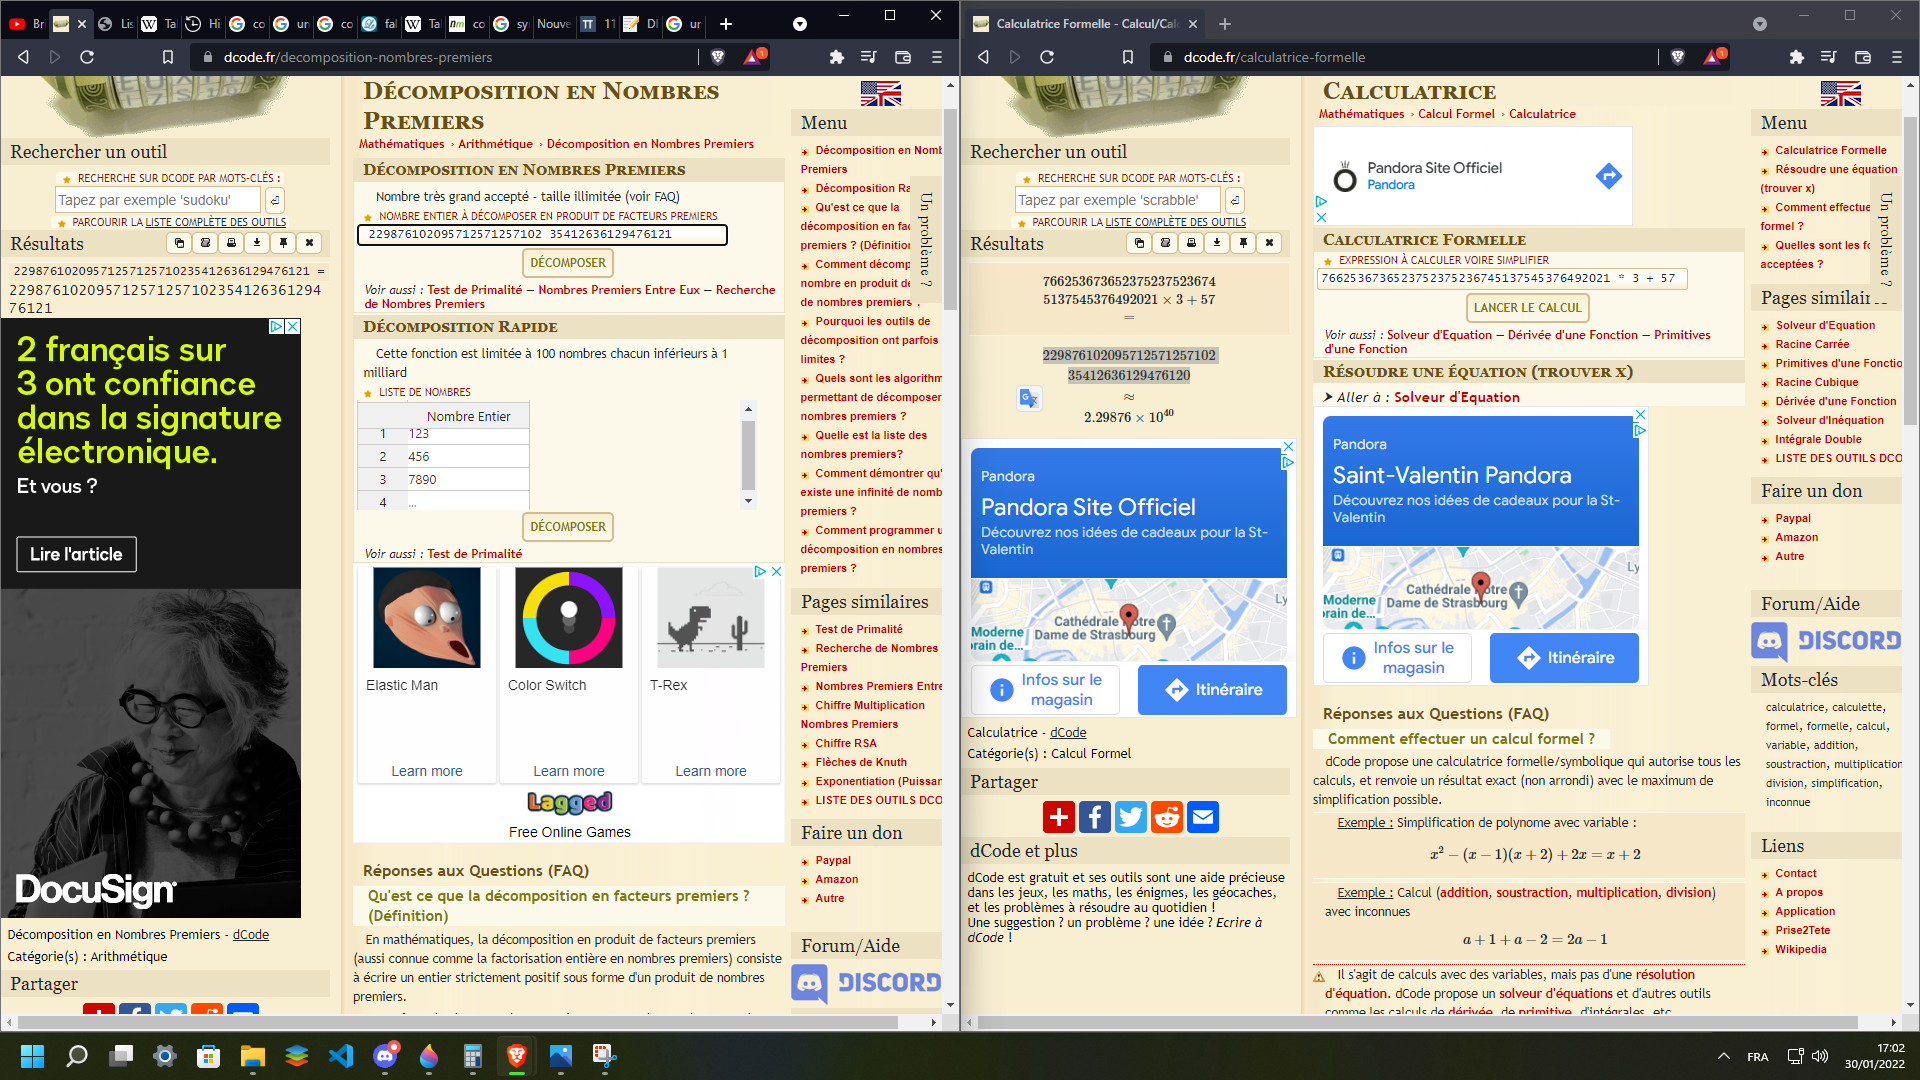 Br
Lis
Ta
Hi
co
un
co
fal
Ta
co
sy
Nouve
11
DI
ur
dcode.fr/decomposition-nombres-premiers
Décomposition en Nombres
Premiers
Mathématiques › Arithmétique › Décomposition en Nombres Premiers
Rechercher un outil
RECHERCHE SUR DCODE PAR MOTS-CLÉS :
Tapez par exemple 'sudoku'
PARCOURIR LA LISTE COMPLÈTE DES OUTILS
Résultats
22987610209571257125710235412636129476121 =
229876102095712571257102354126361294
76121
2 français sur
3 ont confiance
dans la signature
électronique.
Et vous ?
Lire l'article
DocuSign
Décomposition en Nombres Premiers - dCode
Catégorie(s) : Arithmétique
Partager
Décomposition en Nombres Premiers
Nombre très grand accepté - taille illimitée (voir FAQ)
NOMBRE ENTIER À DÉCOMPOSER EN PRODUIT DE FACTEURS PREMIERS
229876102095712571257102 35412636129476121
DÉCOMPOSER
Voir aussi : Test de Primalité — Nombres Premiers Entre Eux — Recherche
de Nombres Premiers
Décomposition Rapide
Cette fonction est limitée à 100 nombres chacun inférieurs à 1
milliard
LISTE DE NOMBRES
Nombre Entier
1 123
2 456
3 7890
4 ...
DÉCOMPOSER
Voir aussi : Test de Primalité
Elastic Man
Color Switch
T-Rex
Learn more
Learn more
Learn more
Lagged
Free Online Games
Réponses aux Questions (FAQ)
Qu'est ce que la décomposition en facteurs premiers ?
(Définition)
En mathématiques, la décomposition en produit de facteurs premiers
(aussi connue comme la factorisation entière en nombres premiers) consiste
à écrire un entier strictement positif sous forme d'un produit de nombres
premiers.
Menu
Décomposition en Nomb
Premiers
Décomposition Ra
Qu'est ce que la
décomposition en fac
premiers ? (Définition
Comment décomp
nombre en produit de
de nombres premiers
Pourquoi les outils de
décomposition ont parfois
limites ?
Quels sont les algorithm
permettant de décomposer
nombres premiers ?
Quelle est la liste des
nombres premiers?
Comment démontrer qu'
existe une infinité de nomb
premiers ?
Comment programmer u
décomposition en nombres
premiers ?
Un problème ?
Pages similaires
Test de Primalité
Recherche de Nombres
Premiers
Nombres Premiers Entre
Chiffre Multiplication
Nombres Premiers
Chiffre RSA
Flèches de Knuth
Exponentiation (Puissan
LISTE DES OUTILS DCO
Faire un don
Paypal
Amazon
Autre
Forum/Aide
DISCORD
Calculatrice Formelle - Calcul/Cal
dcode.fr/calculatrice-formelle
Calculatrice
Mathématiques › Calcul Formel › Calculatrice
Rechercher un outil
RECHERCHE SUR DCODE PAR MOTS-CLÉS :
Tapez par exemple 'scrabble'
PARCOURIR LA LISTE COMPLÈTE DES OUTILS
Résultats
766253673652375237523674
5137545376492021 × 3 + 57
=
229876102095712571257102
35412636129476120
≈
2.29876 × 10⁴⁰
Pandora
Pandora Site Officiel
Découvrez nos idées de cadeaux pour la St-
Valentin
Cathédrale Notre
Dame de Strasbourg
Moderne
Infos sur le
magasin
Itinéraire
Calculatrice - dCode
Catégorie(s) : Calcul Formel
Partager
dCode et plus
dCode est gratuit et ses outils sont une aide précieuse
dans les jeux, les maths, les énigmes, les géocaches,
et les problèmes à résoudre au quotidien !
Une suggestion ? un problème ? une idée ? Ecrire à
dCode !
Pandora Site Officiel
Pandora
Calculatrice Formelle
EXPRESSION À CALCULER VOIRE SIMPLIFIER
7662536736523752375236745137545376492021 * 3 + 57
LANCER LE CALCUL
Voir aussi : Solveur d'Equation — Dérivée d'une Fonction — Primitives
d'une Fonction
Résoudre une équation (trouver x)
Aller à : Solveur d'Equation
Pandora
Saint-Valentin Pandora
Découvrez nos idées de cadeaux pour la St-
Valentin
Cathédrale Notre
Dame de Strasbourg
Moderne
Infos sur le
magasin
Itinéraire
Réponses aux Questions (FAQ)
Comment effectuer un calcul formel ?
dCode propose une calculatrice formelle/symbolique qui autorise tous les
calculs, et renvoie un résultat exact (non arrondi) avec le maximum de
simplification possible.
Exemple : Simplification de polynome avec variable :
x² − (x − 1)(x + 2) + 2x = x + 2
Exemple : Calcul (addition, soustraction, multiplication, division)
avec inconnues
a + 1 + a − 2 = 2a − 1
Il s'agit de calculs avec des variables, mais pas d'une résolution
d'équation. dCode propose un solveur d'équations et d'autres outils
comme les calculs de dérivée, de primitive, d'intégrales, etc.
Menu
Calculatrice Formelle
Résoudre une équation
(trouver x)
Comment effectue
formel ?
Quelles sont les fo
acceptées ?
Un problème ?
Pages similair
Solveur d'Equation
Racine Carrée
Primitives d'une Fonctio
Racine Cubique
Dérivée d'une Fonction
Solveur d'Inéquation
Intégrale Double
LISTE DES OUTILS DCO
Faire un don
Paypal
Amazon
Autre
Forum/Aide
DISCORD
Mots-clés
calculatrice, calculette,
formel, formelle, calcul,
variable, addition,
soustraction, multiplication
division, simplification,
inconnue
Liens
Contact
A propos
Application
Prise2Tete
Wikipedia
FRA
17:02
30/01/2022